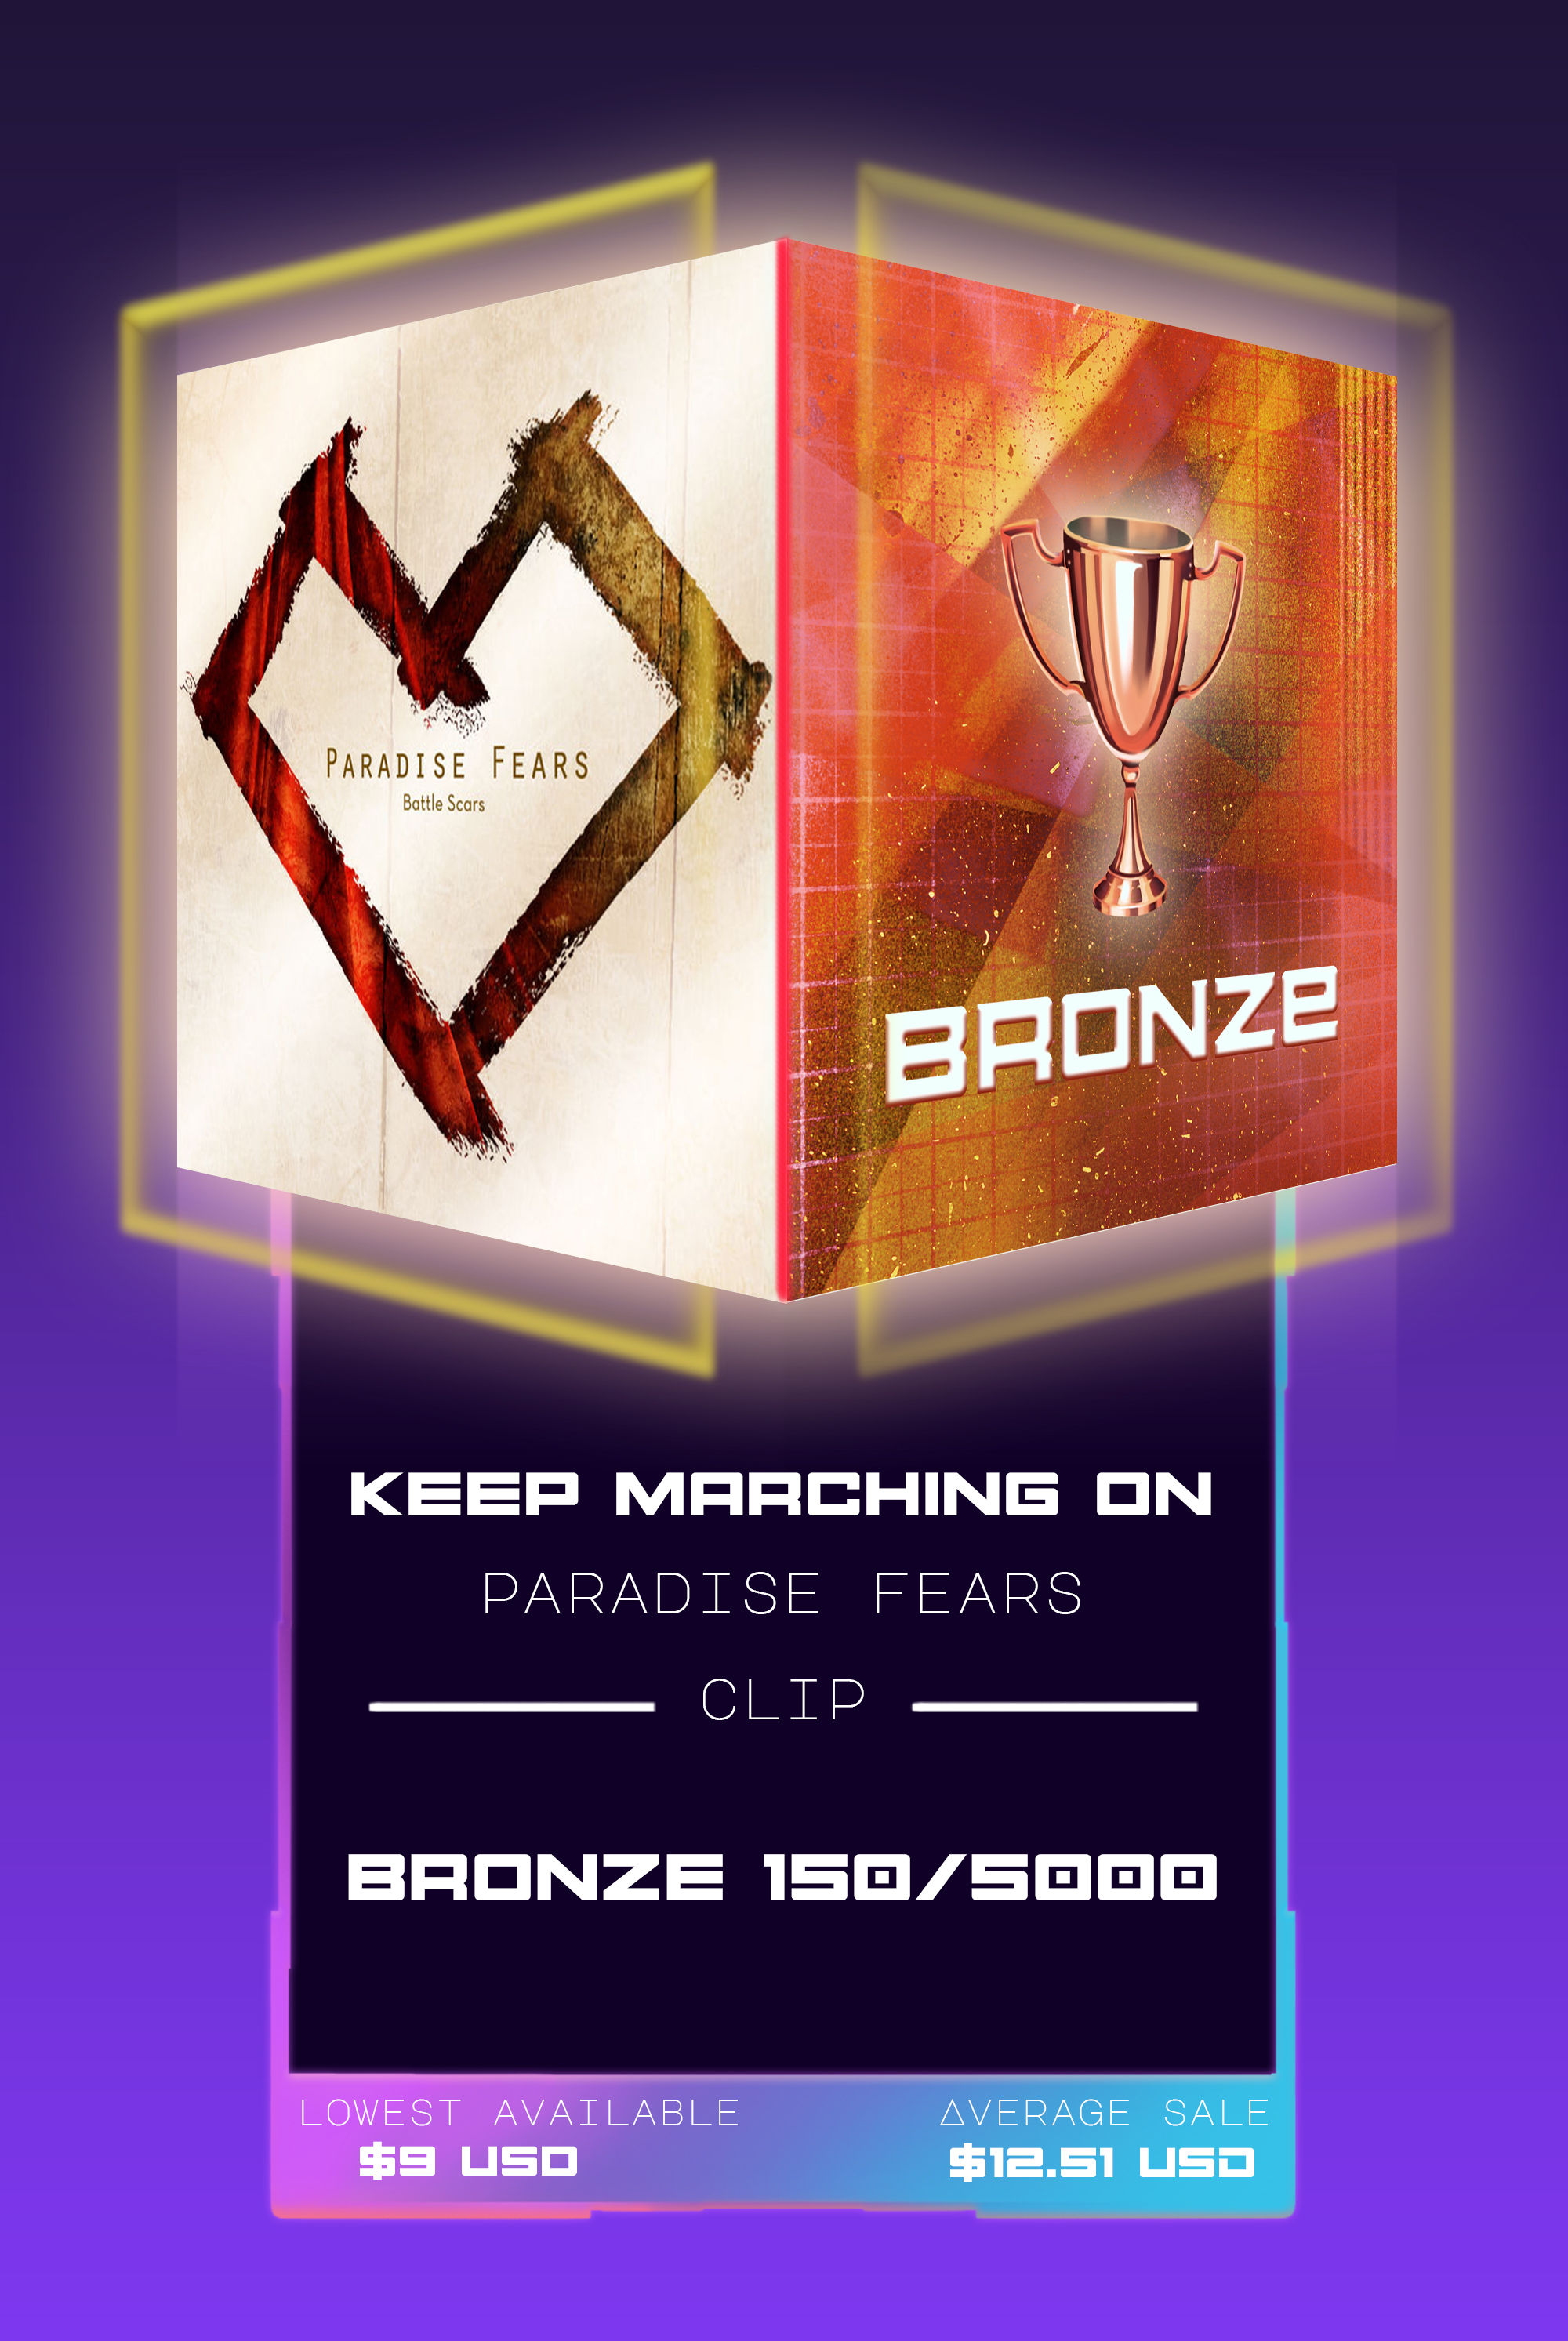 PARADISE FEARS
Battle Scars
BRONZE
KEEP MARCHING ON
PARADISE FEARS
CLIP
BRONZE 150/5000
LOWEST AVAILABLE
$9 USD
AVERAGE SALE
$12.51 USD